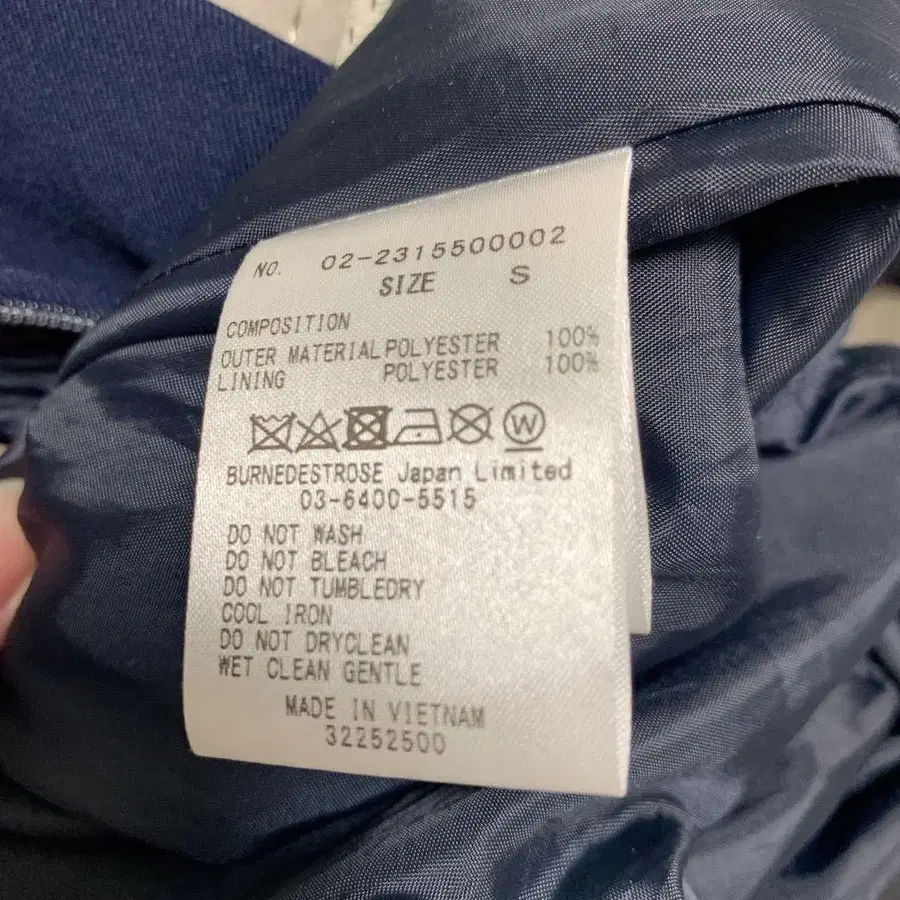 NO. 02-2315500002
SIZE S
COMPOSITION
OUTER MATERIAL POLYESTER 100%
LINING POLYESTER 100%
W
BURNEDESTROSE Japan Limited
03-6400-5515
DO NOT WASH
DO NOT BLEACH
DO NOT TUMBLEDRY
COOL IRON
DO NOT DRYCLEAN
WET CLEAN GENTLE
MADE IN VIETNAM
32252500